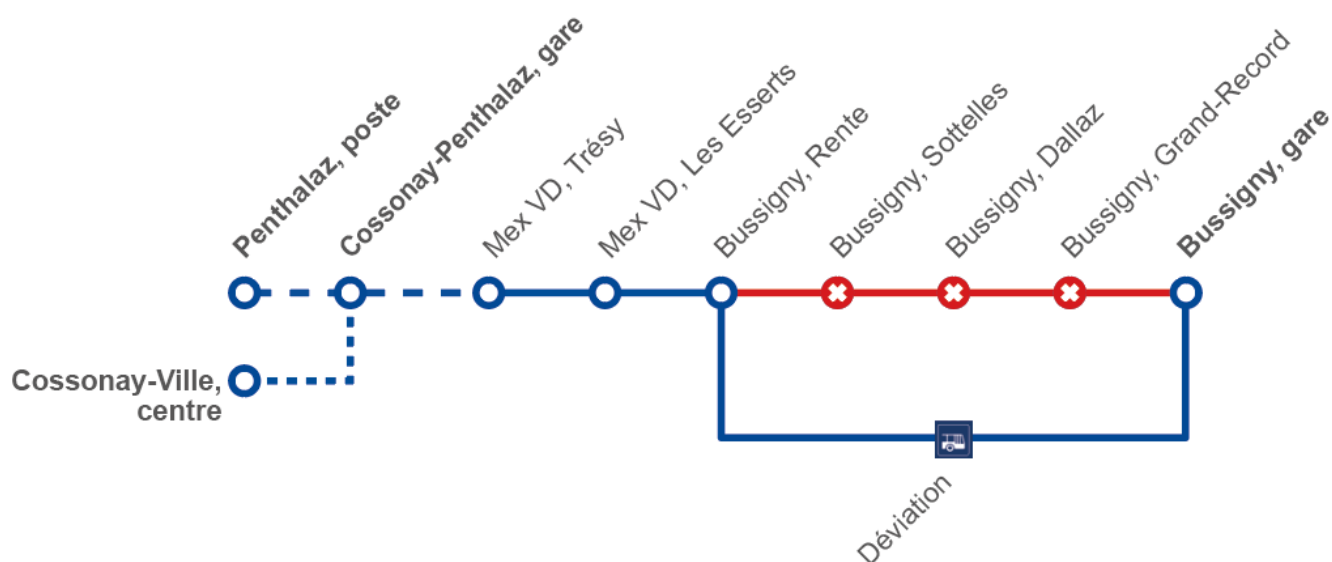 Penthalaz, poste
Cossonay-Penthalaz, gare
Mex VD, Trésy
Mex VD, Les Esserts
Bussigny, Rente
Bussigny, Sottelles
Bussigny, Dallaz
Bussigny, Grand-Record
Bussigny, gare
Cossonay-Ville,
centre
Déviation